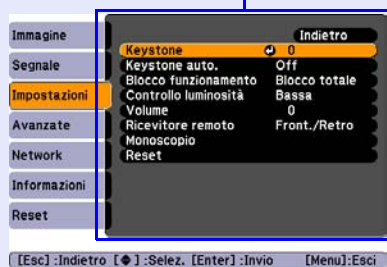 Immagine
Segnale
Impostazioni
Avanzate
Network
Informazioni
Reset
Indietro
Keystone 0
Keystone auto. Off
Blocco funzionamento Blocco totale
Controllo luminosità Bassa
Volume 0
Ricevitore remoto Front./Retro
Monoscopio
Reset
[Esc] :Indietro [◆] :Selez. [Enter] :Invio [Menu]:Esci